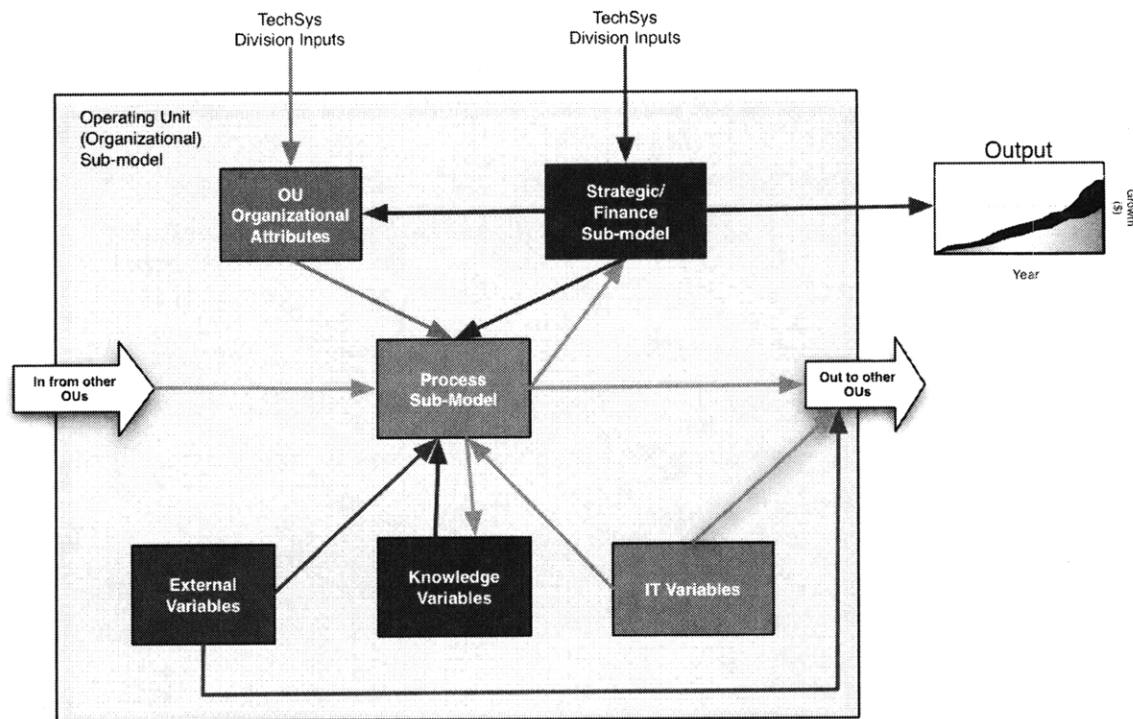 TechSys
Division Inputs
TechSys
Division Inputs
Operating Unit
(Organizational)
Sub-model
OU
Organizational
Attributes
Strategic/
Finance
Sub-model
Output
Growth
($)
Year
In from other
OUs
Process
Sub-Model
Out to other
OUs
External
Variables
Knowledge
Variables
IT Variables